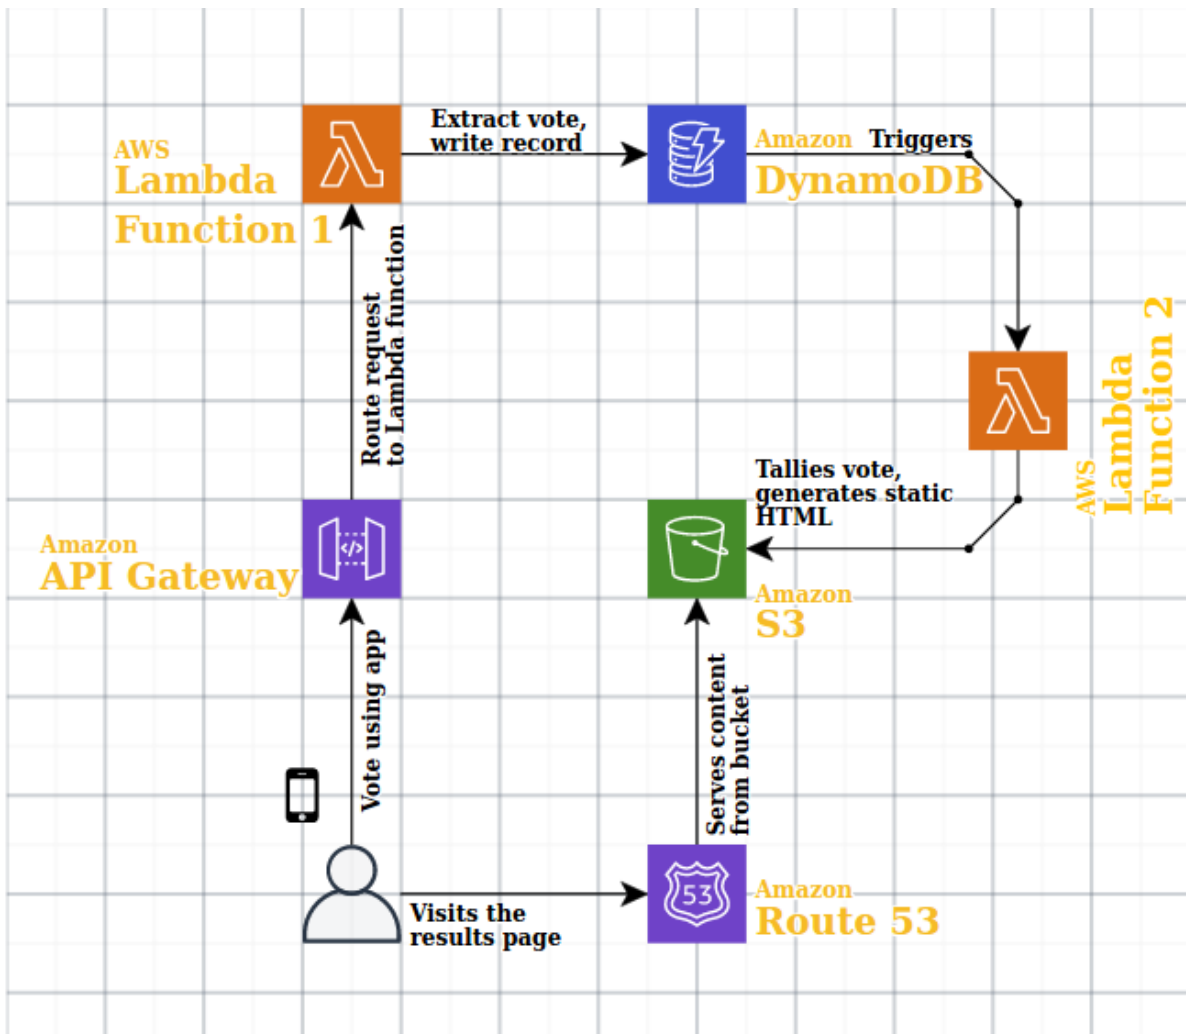 Extract vote,
write record
AWS
Lambda
Function 1
Amazon
Triggers
DynamoDB
Route request
to Lambda function
AWS
Lambda
Function 2
Tallies vote,
generates static
HTML
Amazon
API Gateway
</>
Amazon
S3
Vote using app
Serves content
from bucket
Visits the
results page
53
Amazon
Route 53